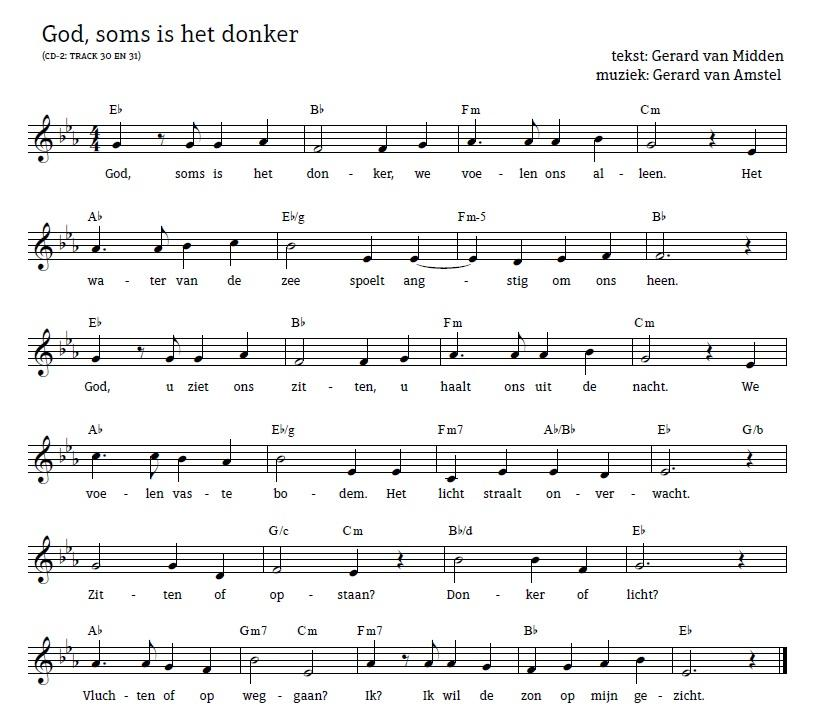 God, soms is het donker
(CD-2: TRACK 30 EN 31)
tekst: Gerard van Midden
muziek: Gerard van Amstel
E♭ B♭ Fm Cm
4
4
God, soms is het don - ker, we voe - len ons al - leen. Het
A♭ E♭/g Fm-5 B♭
wa - ter van de zee spoelt ang - stig om ons heen.
E♭ B♭ Fm Cm
God, u ziet ons zit - ten, u haalt ons uit de nacht. We
A♭ E♭/g Fm7 A♭/B♭ E♭ G/b
voe - len vas - te bo - dem. Het licht straalt on - ver - wacht.
G/c Cm B♭/d E♭
Zit - ten of op - staan? Don - ker of licht?
A♭ Gm7 Cm Fm7 B♭ E♭
Vluch - ten of op weg - gaan? Ik? Ik wil de zon op mijn ge - zicht.